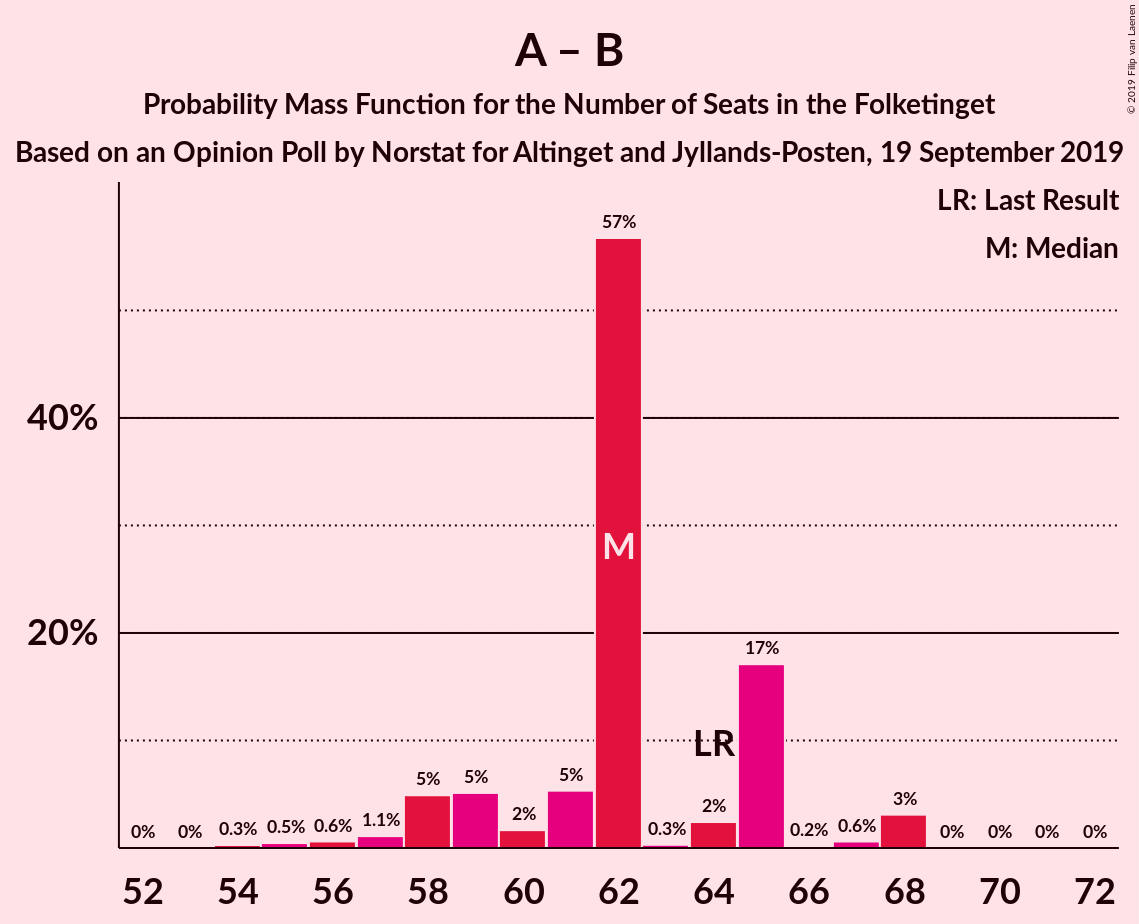 A – B
Probability Mass Function for the Number of Seats in the Folketinget
Based on an Opinion Poll by Norstat for Altinget and Jyllands-Posten, 19 September 2019
© 2019 Filip van Laenen
LR: Last Result
M: Median
57%
40%
M
20%
17%
LR
0% 0% 0.3% 0.5% 0.6% 1.1% 5% 5% 2% 5% 0.3% 2% 0.2% 0.6% 3% 0% 0% 0% 0%
52 54 56 58 60 62 64 66 68 70 72